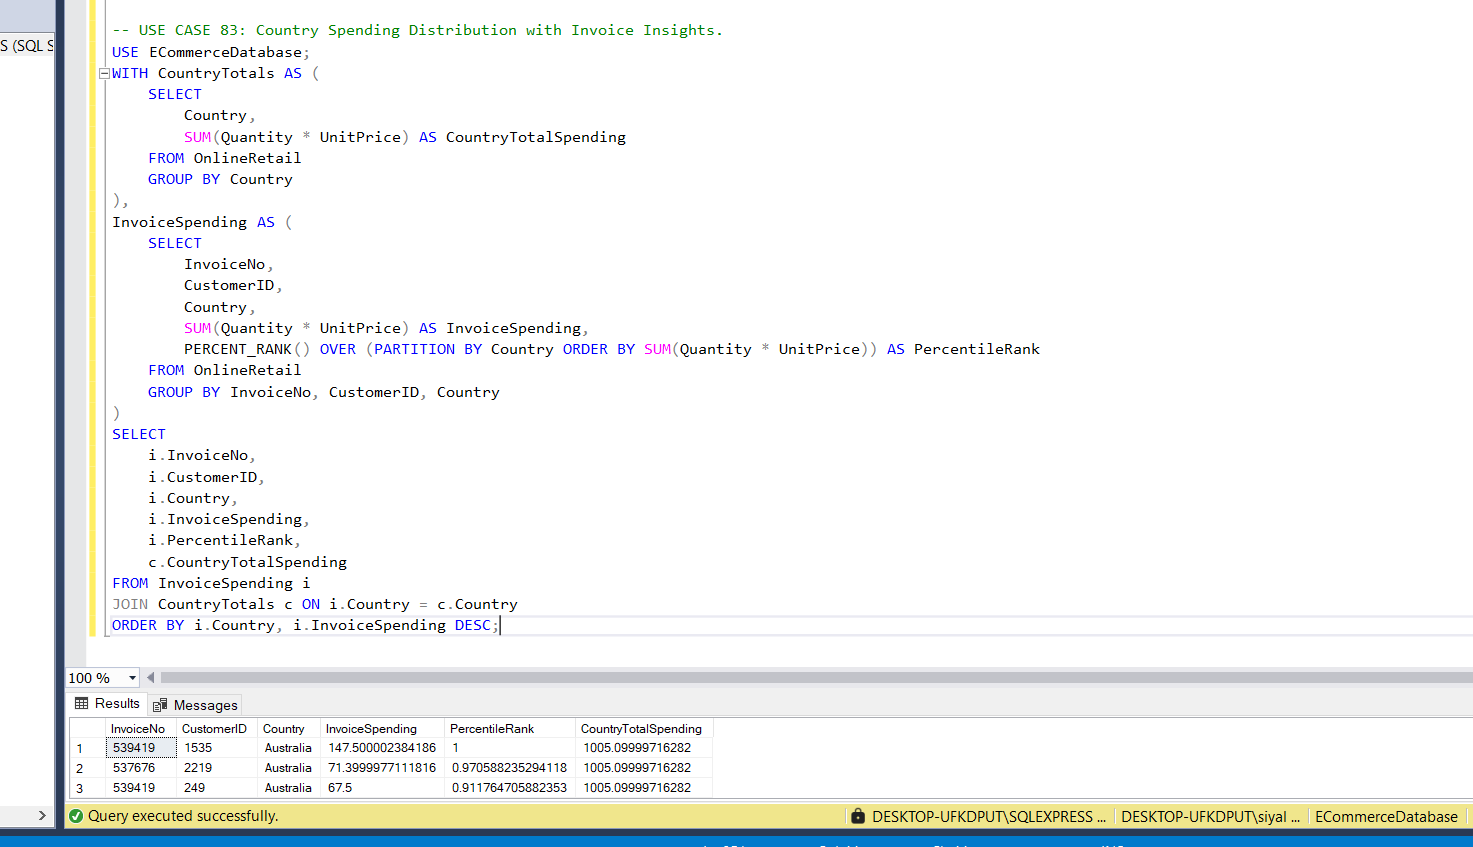 -- USE CASE 83: Country Spending Distribution with Invoice Insights.
S (SQL S
USE ECommerceDatabase;
WITH CountryTotals AS (
SELECT
Country,
SUM(Quantity * UnitPrice) AS CountryTotalSpending
FROM OnlineRetail
GROUP BY Country
),
InvoiceSpending AS (
SELECT
InvoiceNo,
CustomerID,
Country,
SUM(Quantity * UnitPrice) AS InvoiceSpending,
PERCENT_RANK() OVER (PARTITION BY Country ORDER BY SUM(Quantity * UnitPrice)) AS PercentileRank
FROM OnlineRetail
GROUP BY InvoiceNo, CustomerID, Country
)
SELECT
i.InvoiceNo,
i.CustomerID,
i.Country,
i.InvoiceSpending,
i.PercentileRank,
c.CountryTotalSpending
FROM InvoiceSpending i
JOIN CountryTotals c ON i.Country = c.Country
ORDER BY i.Country, i.InvoiceSpending DESC;
100 %
Results Messages
InvoiceNo CustomerID Country InvoiceSpending PercentileRank CountryTotalSpending
1 539419 1535 Australia 147.500002384186 1 1005.09999716282
2 537676 2219 Australia 71.3999977111816 0.970588235294118 1005.09999716282
3 539419 249 Australia 67.5 0.911764705882353 1005.09999716282
Query executed successfully. DESKTOP-UFKDPUT\SQLEXPRESS ... DESKTOP-UFKDPUT\siyal ... ECommerceDatabase